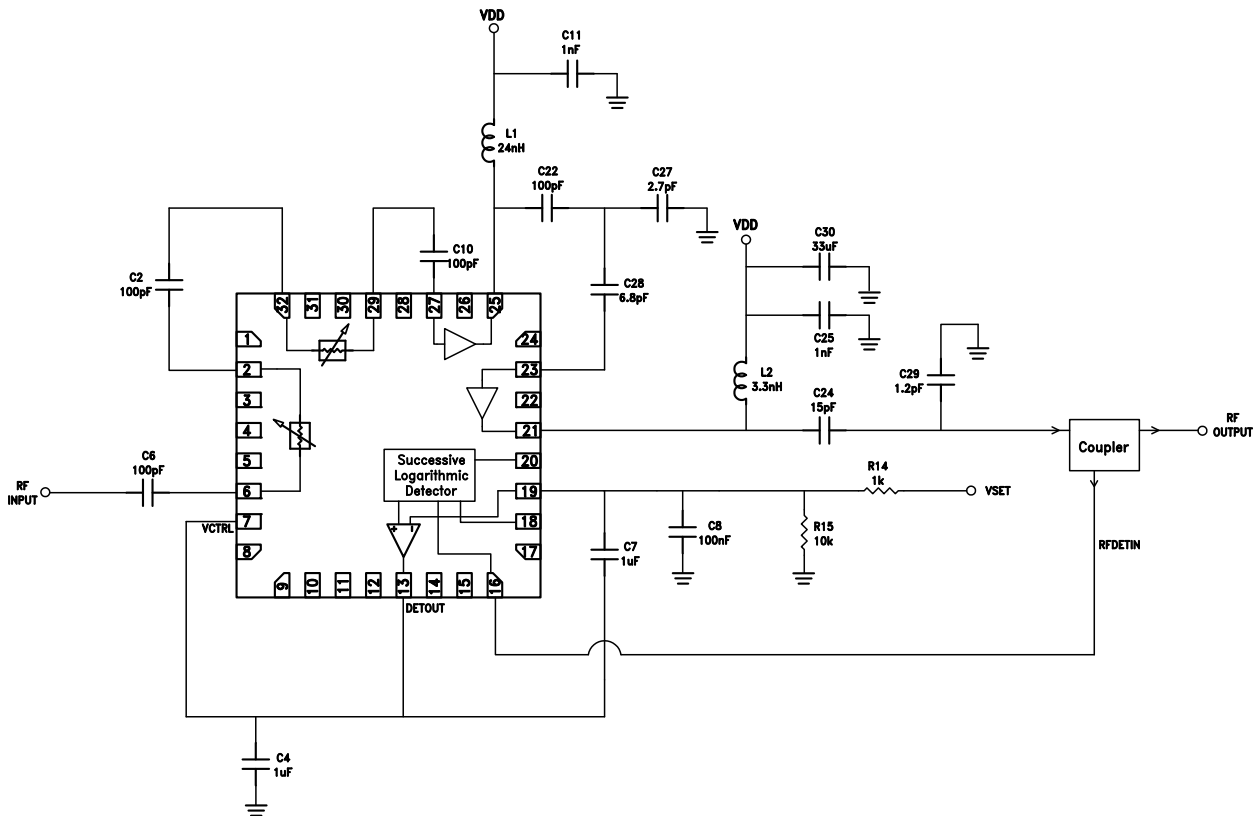 VDD
C11
1nF
L1
24nH
C22
100pF
C27
2.7pF
VDD
C30
33uF
C2
100pF
C10
100pF
C28
6.8pF
C25
1nF
32
31
30
29
28
27
26
25
1
24
2
23
L2
3.3nH
C29
1.2pF
3
22
C24
15pF
4
21
Coupler
RF
OUTPUT
5
20
Successive
Logarithmic
Detector
C6
100pF
RF
INPUT
6
19
R14
1k
VSET
7
VCTRL
18
+
-
C8
100nF
R15
10k
8
17
C7
1uF
RFDETIN
9
10
11
12
13
14
15
16
DETOUT
C4
1uF